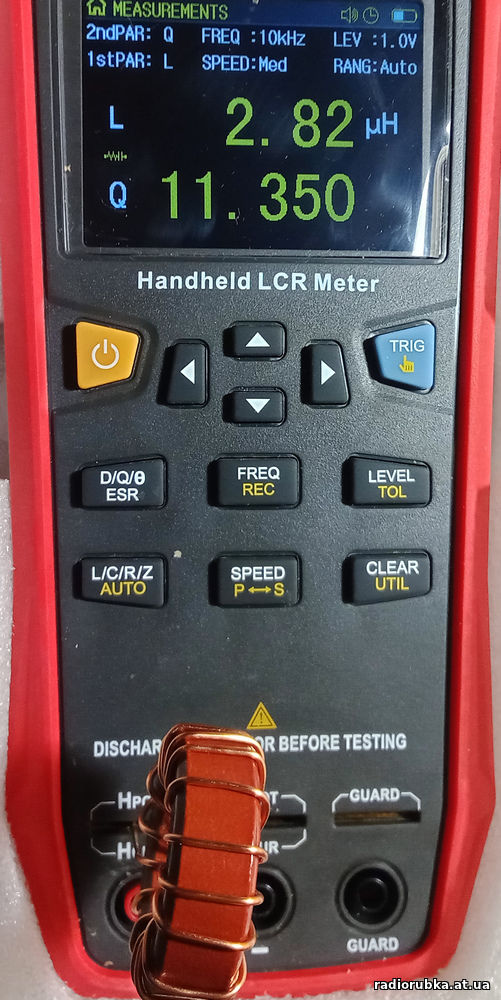 MEASUREMENTS
2ndPAR: Q FREQ :10kHz LEV :1.0V
1stPAR: L SPEED:Med RANG:Auto
L 2.82 µH
Q 11.350
Handheld LCR Meter
TRIG
D/Q/θ FREQ LEVEL
ESR REC TOL
L/C/R/Z SPEED CLEAR
AUTO P↔S UTIL
BEFORE TESTING
GUARD
GUARD
radiorubka.at.ua